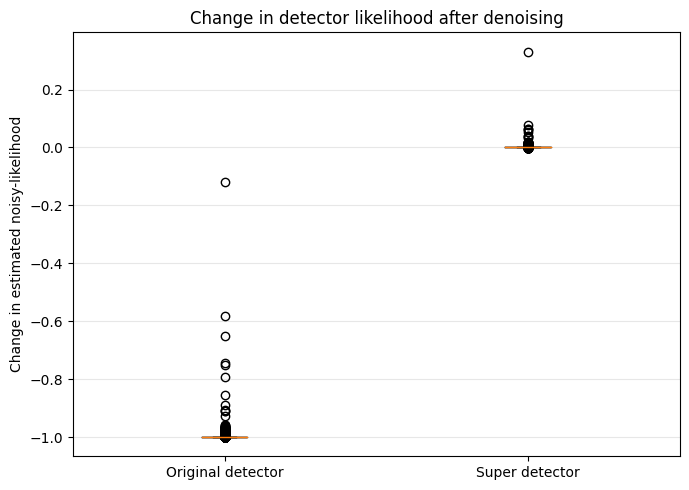 Change in detector likelihood after denoising
Change in estimated noisy-likelihood
0.2
0.0
−0.2
−0.4
−0.6
−0.8
−1.0
Original detector
Super detector